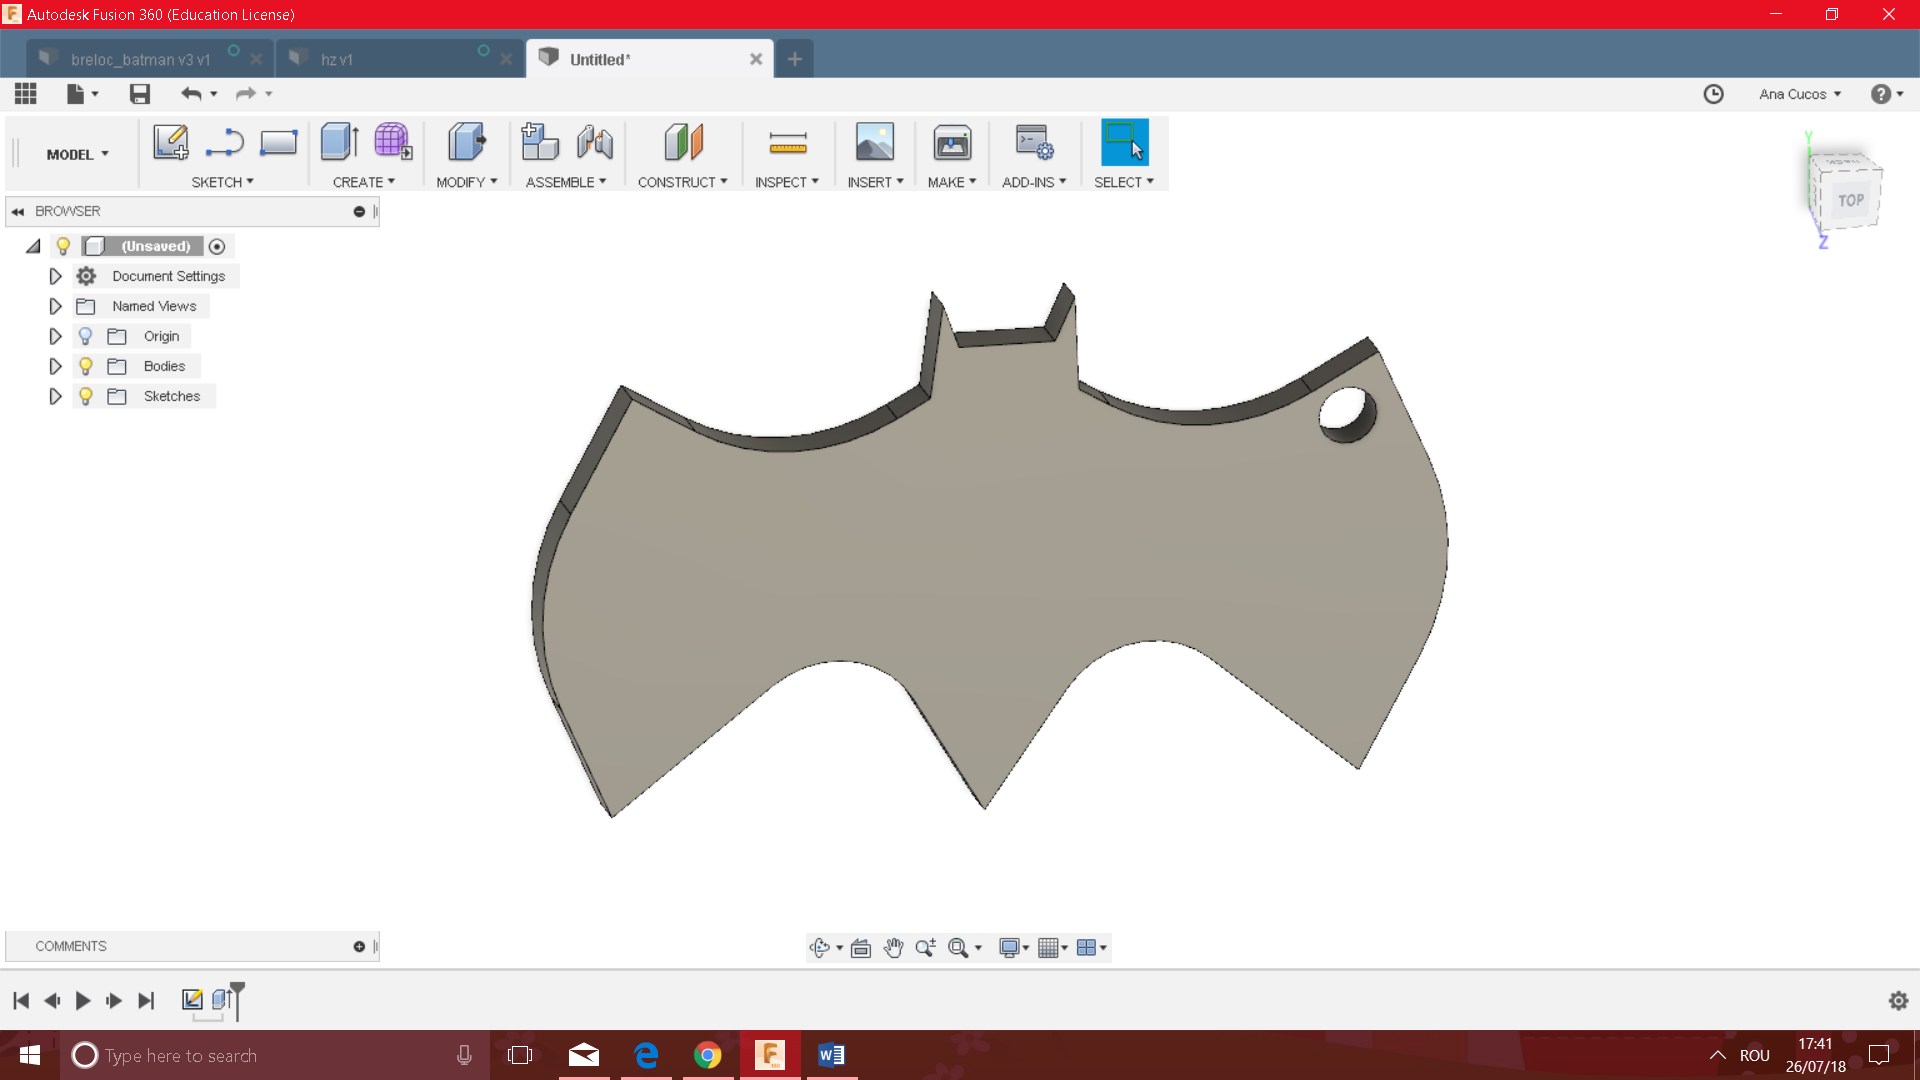 Autodesk Fusion 360 (Education License)
breloc_batman v3 v1
hz v1
Untitled*
Ana Cucos
MODEL
SKETCH
CREATE
MODIFY
ASSEMBLE
CONSTRUCT
INSPECT
INSERT
MAKE
ADD-INS
SELECT
Y
TOP
Z
BROWSER
(Unsaved)
Document Settings
Named Views
Origin
Bodies
Sketches
COMMENTS
Type here to search
ROU
17:41
26/07/18